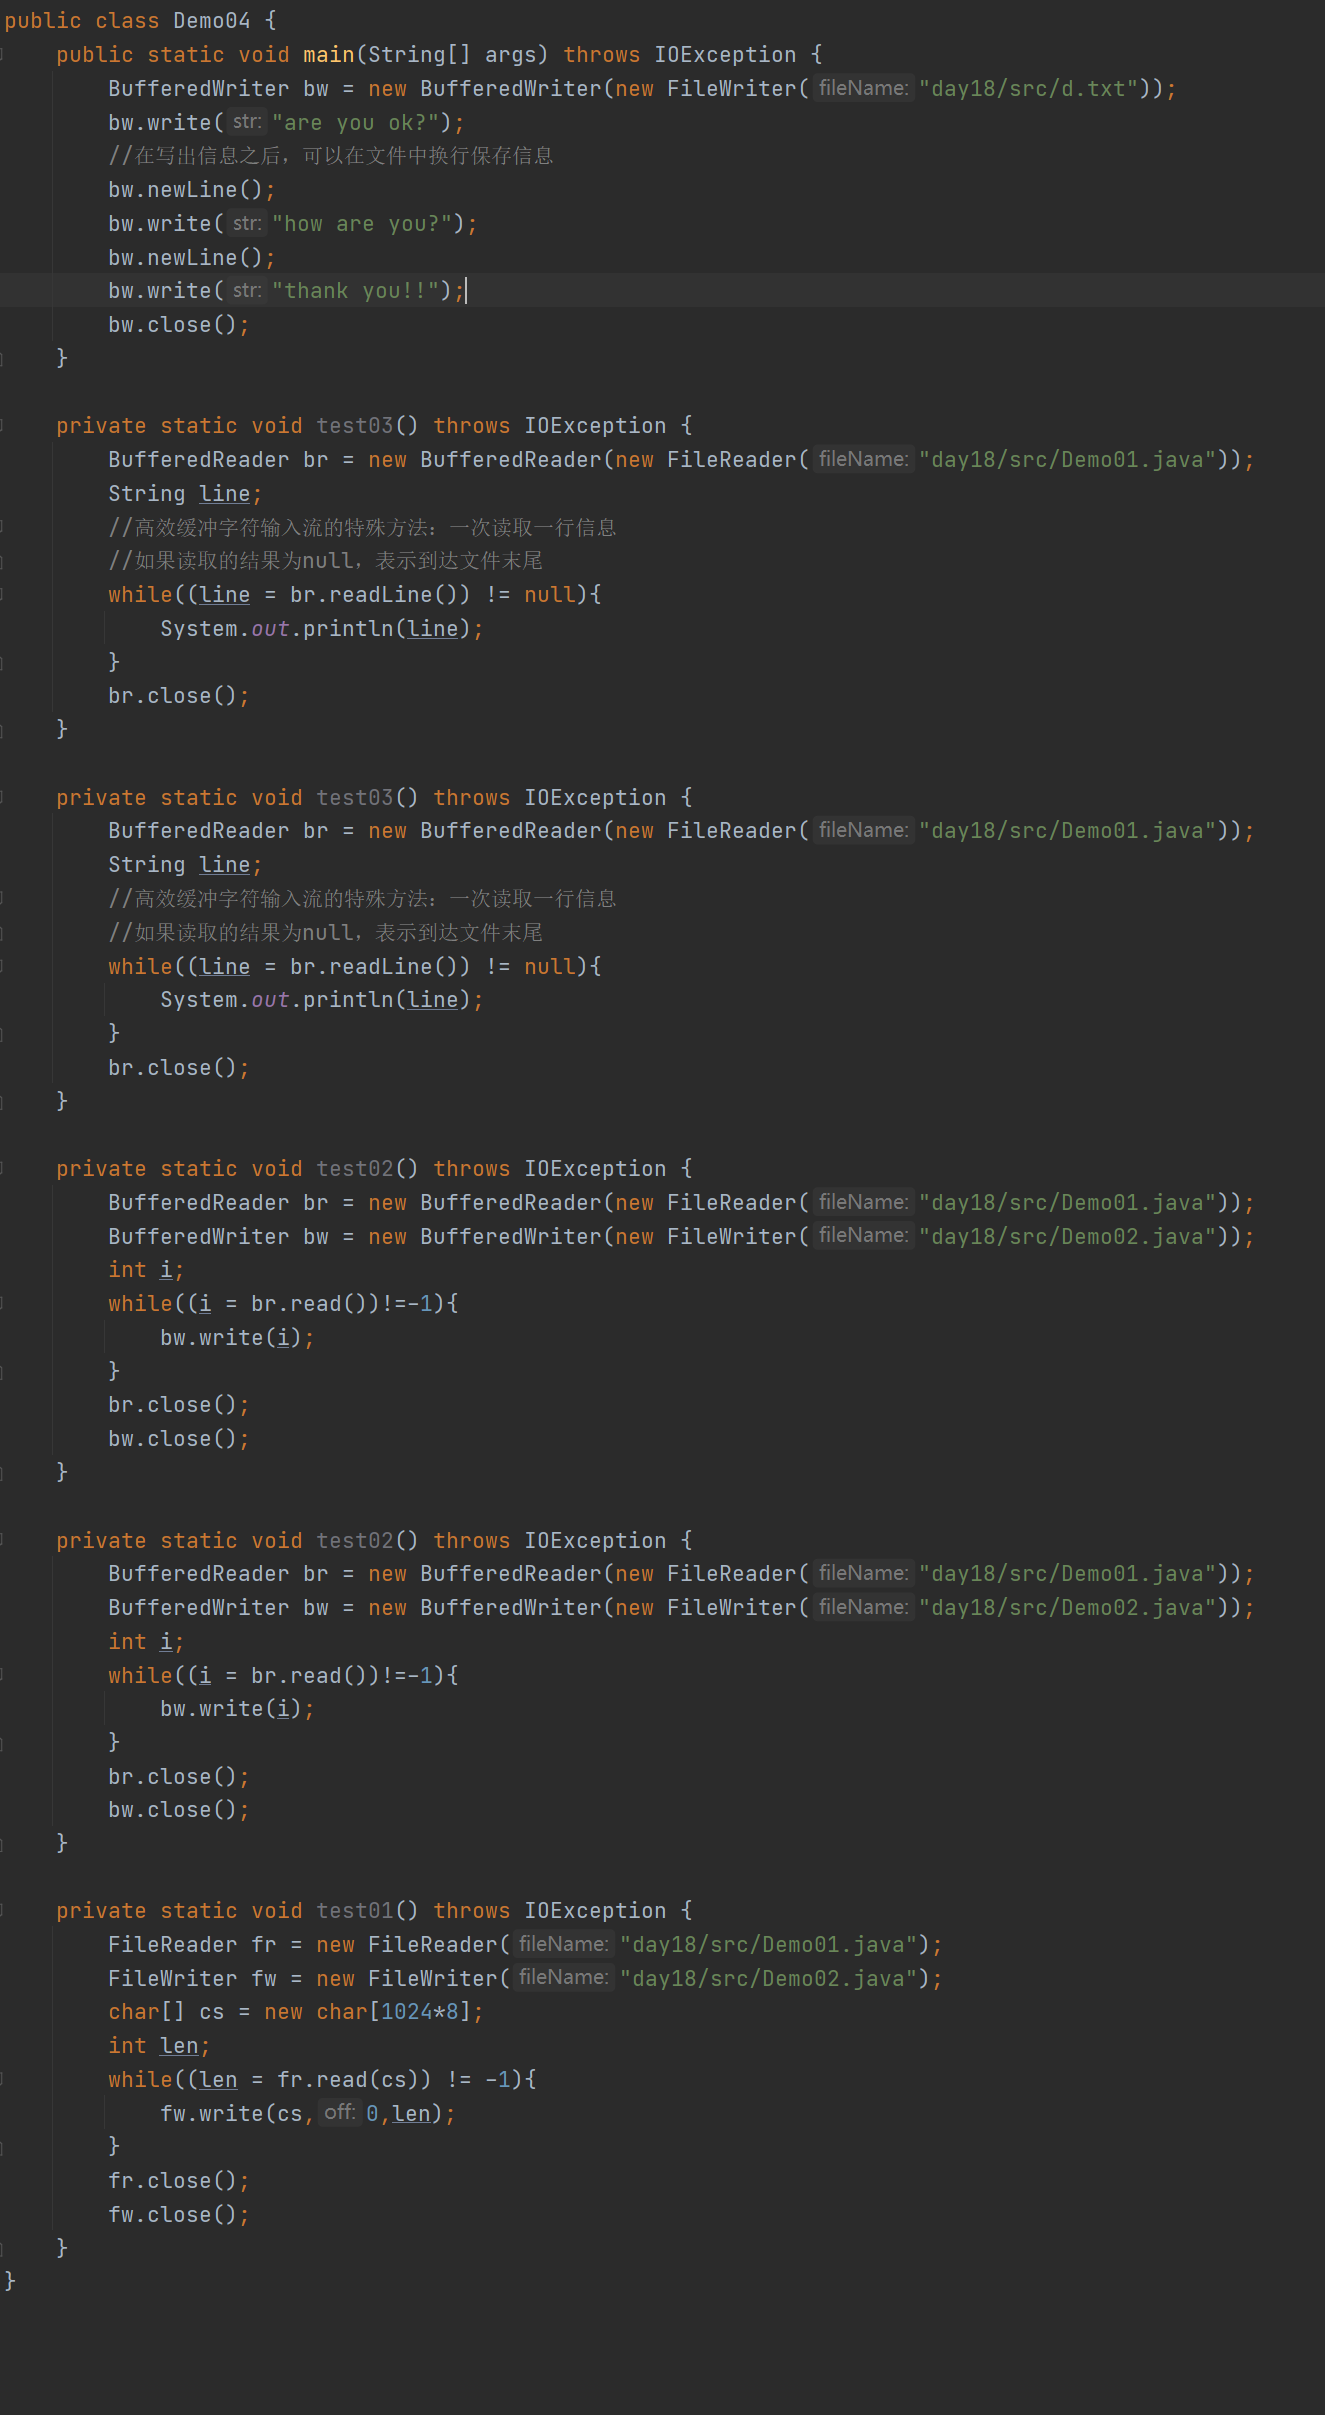 public class Demo04 {
    public static void main(String[] args) throws IOException {
        BufferedWriter bw = new BufferedWriter(new FileWriter( fileName: "day18/src/d.txt"));
        bw.write( str: "are you ok?");
        //在写出信息之后，可以在文件中换行保存信息
        bw.newLine();
        bw.write( str: "how are you?");
        bw.newLine();
        bw.write( str: "thank you!!");
        bw.close();
    }
    private static void test03() throws IOException {
        BufferedReader br = new BufferedReader(new FileReader( fileName: "day18/src/Demo01.java"));
        String line;
        //高效缓冲字符输入流的特殊方法：一次读取一行信息
        //如果读取的结果为null，表示到达文件末尾
        while((line = br.readLine()) != null){
            System.out.println(line);
        }
        br.close();
    }
    private static void test03() throws IOException {
        BufferedReader br = new BufferedReader(new FileReader( fileName: "day18/src/Demo01.java"));
        String line;
        //高效缓冲字符输入流的特殊方法：一次读取一行信息
        //如果读取的结果为null，表示到达文件末尾
        while((line = br.readLine()) != null){
            System.out.println(line);
        }
        br.close();
    }
    private static void test02() throws IOException {
        BufferedReader br = new BufferedReader(new FileReader( fileName: "day18/src/Demo01.java"));
        BufferedWriter bw = new BufferedWriter(new FileWriter( fileName: "day18/src/Demo02.java"));
        int i;
        while((i = br.read())!=-1){
            bw.write(i);
        }
        br.close();
        bw.close();
    }
    private static void test02() throws IOException {
        BufferedReader br = new BufferedReader(new FileReader( fileName: "day18/src/Demo01.java"));
        BufferedWriter bw = new BufferedWriter(new FileWriter( fileName: "day18/src/Demo02.java"));
        int i;
        while((i = br.read())!=-1){
            bw.write(i);
        }
        br.close();
        bw.close();
    }
    private static void test01() throws IOException {
        FileReader fr = new FileReader( fileName: "day18/src/Demo01.java");
        FileWriter fw = new FileWriter( fileName: "day18/src/Demo02.java");
        char[] cs = new char[1024*8];
        int len;
        while((len = fr.read(cs)) != -1){
            fw.write(cs, off: 0,len);
        }
        fr.close();
        fw.close();
    }
}